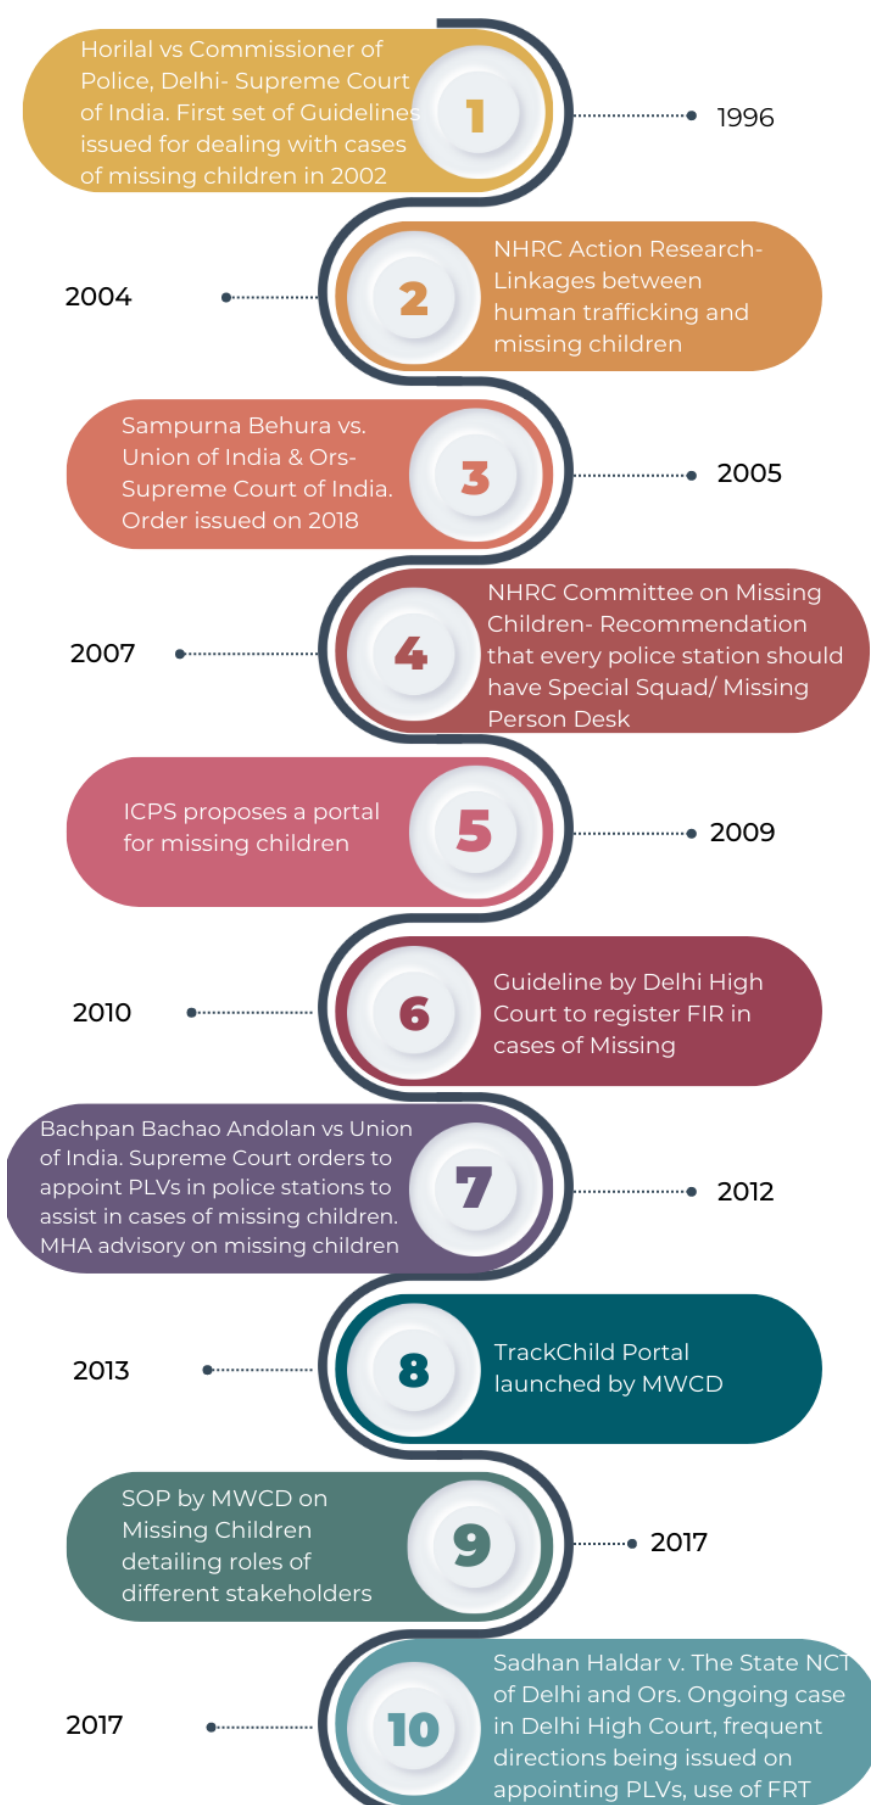 Horilal vs Commissioner of
Police, Delhi- Supreme Court
of India. First set of Guidelines
issued for dealing with cases
of missing children in 2002
1
1996
2004
2
NHRC Action Research-
Linkages between
human trafficking and
missing children
Sampurna Behura vs.
Union of India & Ors-
Supreme Court of India.
Order issued on 2018
3
2005
2007
4
NHRC Committee on Missing
Children- Recommendation
that every police station should
have Special Squad/ Missing
Person Desk
ICPS proposes a portal
for missing children
5
2009
2010
6
Guideline by Delhi High
Court to register FIR in
cases of Missing
Bachpan Bachao Andolan vs Union
of India. Supreme Court orders to
appoint PLVs in police stations to
assist in cases of missing children.
MHA advisory on missing children
7
2012
2013
8
TrackChild Portal
launched by MWCD
SOP by MWCD on
Missing Children
detailing roles of
different stakeholders
9
2017
2017
10
Sadhan Haldar v. The State NCT
of Delhi and Ors. Ongoing case
in Delhi High Court, frequent
directions being issued on
appointing PLVs, use of FRT